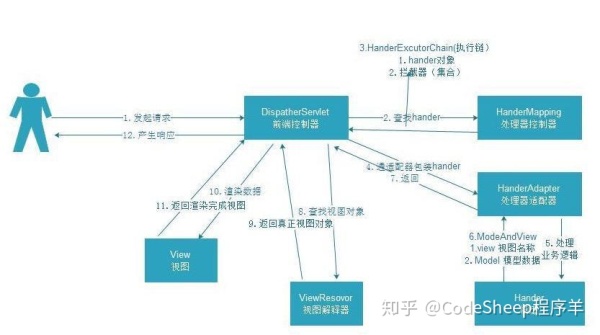 3.HanderExcutorChain(执行链)
1. hander对象
2. 拦截器（集合）
1. 发起请求
12. 产生响应
DispatherServlet
前端控制器
2. 查找hander
HanderMapping
处理器控制器
4. 通适配器包装hander
7. 返回
HanderAdapter
处理器适配器
10. 渲染数据
11. 返回渲染完成视图
8. 查找视图对象
9. 返回真正视图对象
6.ModeAndView
1.view 视图名称
2. Model 模型数据
5. 处理
业务逻辑
View
视图
ViewResovor
视图解释器
Hander
知乎 @CodeSheep程序羊